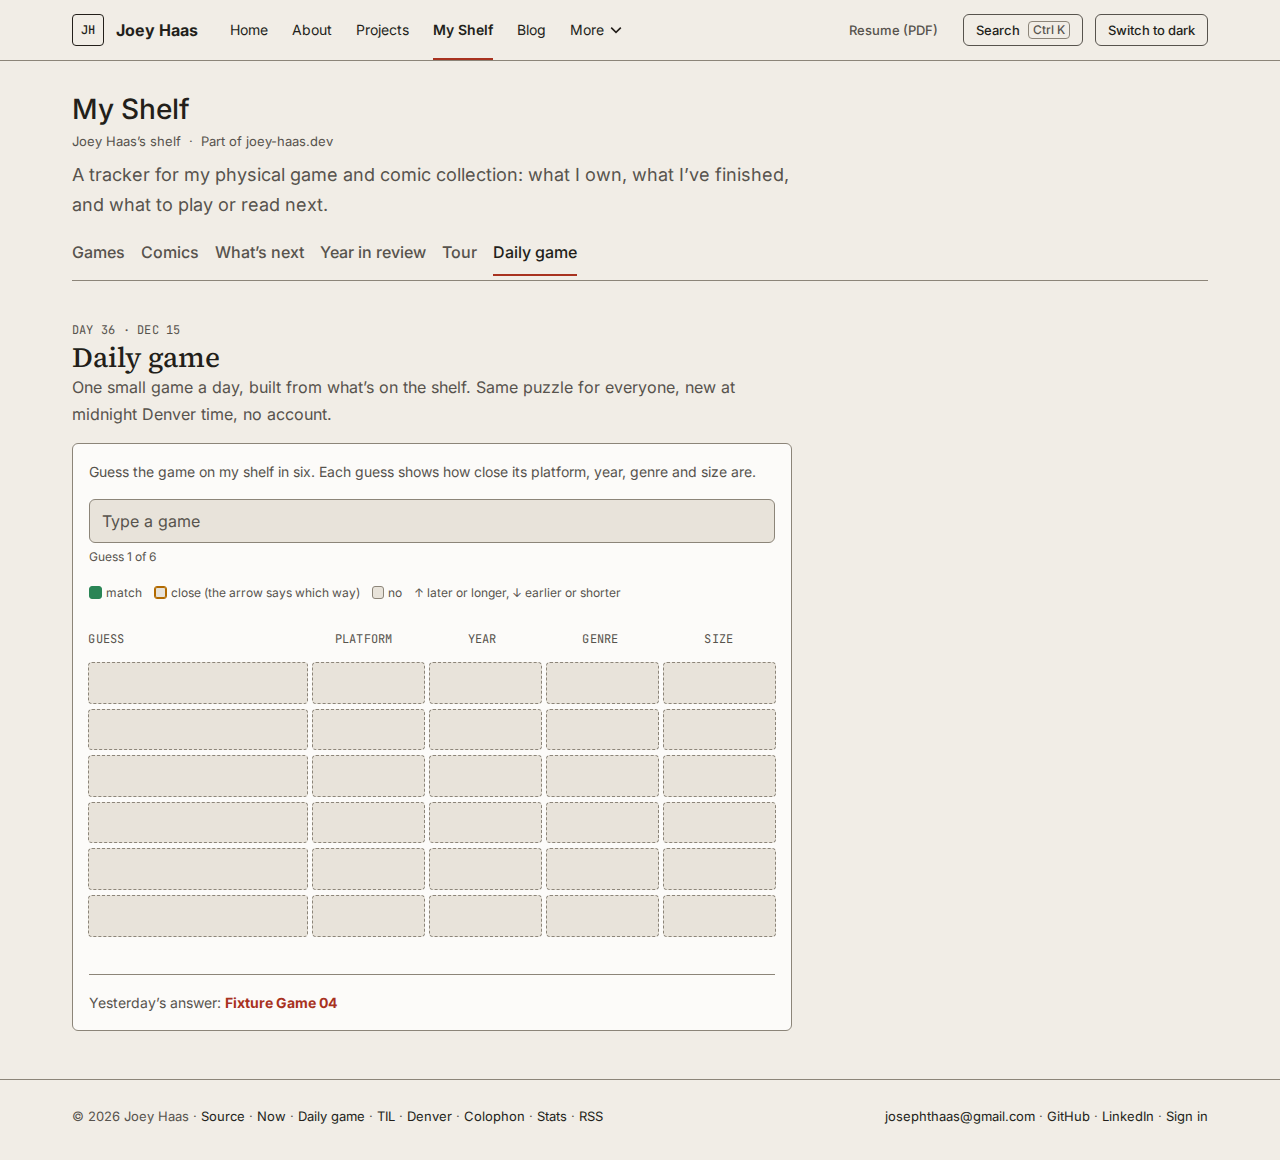 JH Joey Haas Home About Projects My Shelf Blog More Resume (PDF) Search Ctrl K Switch to dark
My Shelf
Joey Haas’s shelf · Part of joey-haas.dev
A tracker for my physical game and comic collection: what I own, what I’ve finished,
and what to play or read next.
Games Comics What’s next Year in review Tour Daily game
DAY 36 · DEC 15
Daily game
One small game a day, built from what’s on the shelf. Same puzzle for everyone, new at
midnight Denver time, no account.
Guess the game on my shelf in six. Each guess shows how close its platform, year, genre and size are.
Type a game
Guess 1 of 6
match close (the arrow says which way) no ↑ later or longer, ↓ earlier or shorter
GUESS PLATFORM YEAR GENRE SIZE
Yesterday’s answer: Fixture Game 04
© 2026 Joey Haas · Source · Now · Daily game · TIL · Denver · Colophon · Stats · RSS josephthaas@gmail.com · GitHub · LinkedIn · Sign in